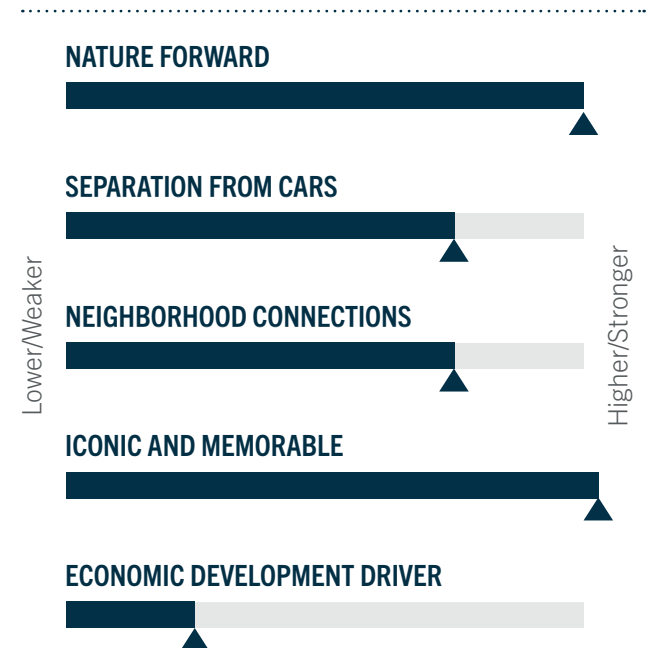 NATURE FORWARD
SEPARATION FROM CARS
NEIGHBORHOOD CONNECTIONS
ICONIC AND MEMORABLE
ECONOMIC DEVELOPMENT DRIVER
Lower/Weaker
Higher/Stronger